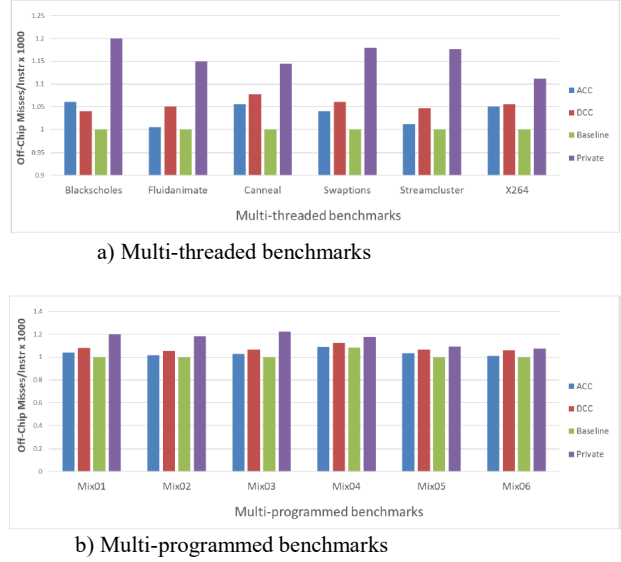 1.25
1.2
1.15
1.1
1.05
1
0.95
0.9
Off-Chip Misses/Instr x 1000
Blackscholes Fluidanimate Canneal Swaptions Streamcluster X264
Multi-threaded benchmarks
ACC
DCC
Baseline
Private
a) Multi-threaded benchmarks
1.4
1.2
1
0.8
0.6
0.4
0.2
0
Off-Chip Misses/Instr x 1000
Mix01 Mix02 Mix03 Mix04 Mix05 Mix06
Multi-programmed benchmarks
ACC
DCC
Baseline
Private
b) Multi-programmed benchmarks